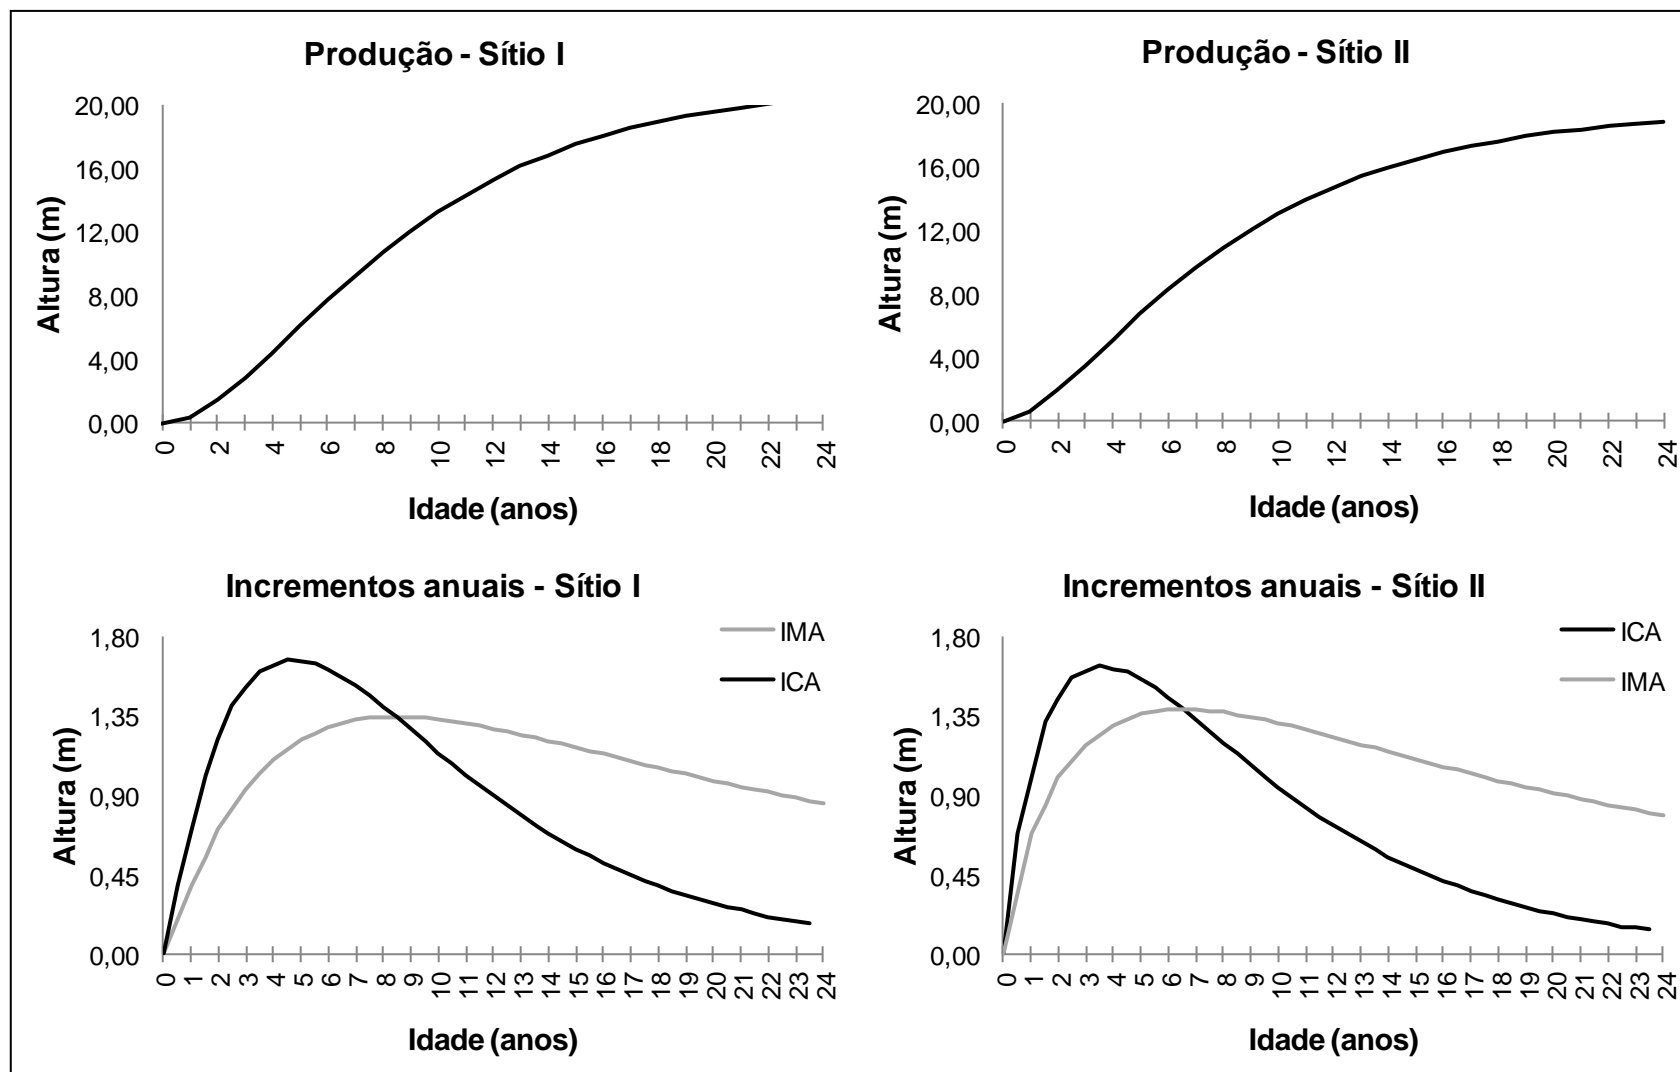 Produção - Sítio I
20,00
16,00
12,00
8,00
4,00
0,00
Altura (m)
0 2 4 6 8 10 12 14 16 18 20 22 24
Idade (anos)
Produção - Sítio II
20,00
16,00
12,00
8,00
4,00
0,00
Altura (m)
0 2 4 6 8 10 12 14 16 18 20 22 24
Idade (anos)
Incrementos anuais - Sítio I
IMA
ICA
1,80
1,35
0,90
0,45
0,00
Altura (m)
0 1 2 3 4 5 6 7 8 9 10 11 12 13 14 15 16 17 18 19 20 21 22 23 24
Idade (anos)
Incrementos anuais - Sítio II
ICA
IMA
1,80
1,35
0,90
0,45
0,00
Altura (m)
0 1 2 3 4 5 6 7 8 9 10 11 12 13 14 15 16 17 18 19 20 21 22 23 24
Idade (anos)